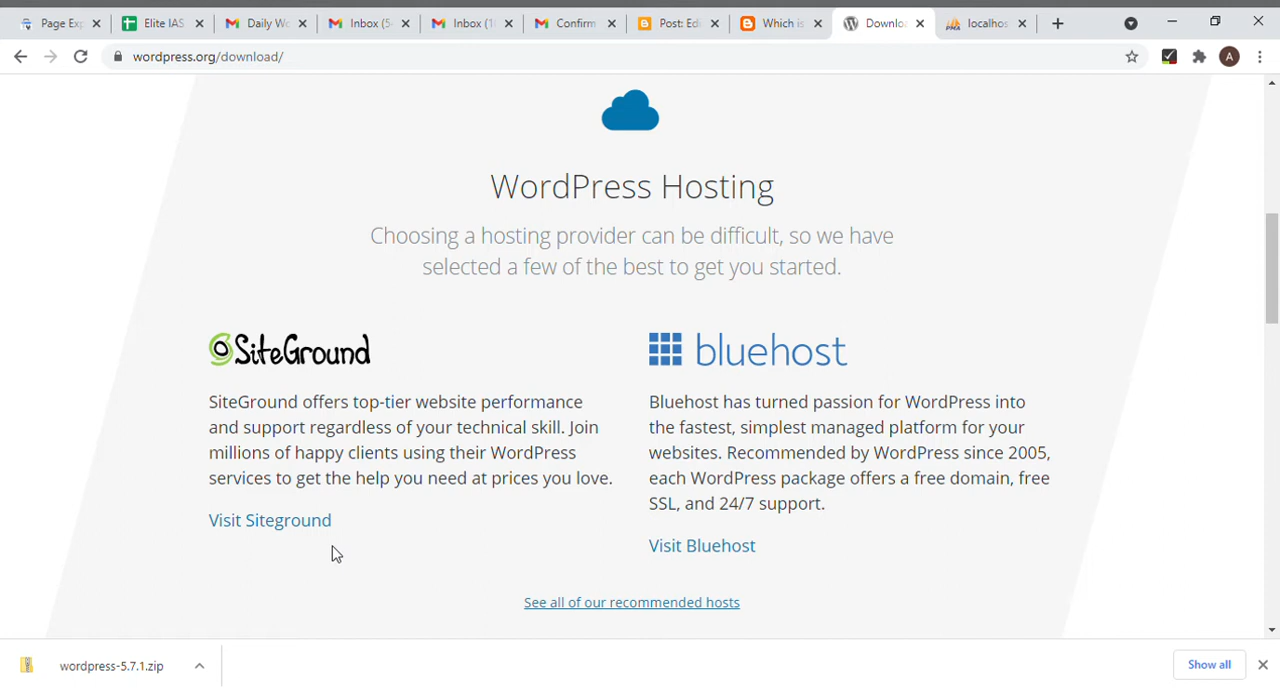 Page Exp
Elite IAS
Daily Wo
Inbox (54
Inbox (18
Confirm
Post: Edi
Which is
Downloa
localhos
wordpress.org/download/
A
WordPress Hosting
Choosing a hosting provider can be difficult, so we have
selected a few of the best to get you started.
SiteGround
SiteGround offers top-tier website performance
and support regardless of your technical skill. Join
millions of happy clients using their WordPress
services to get the help you need at prices you love.
Visit Siteground
bluehost
Bluehost has turned passion for WordPress into
the fastest, simplest managed platform for your
websites. Recommended by WordPress since 2005,
each WordPress package offers a free domain, free
SSL, and 24/7 support.
Visit Bluehost
See all of our recommended hosts
wordpress-5.7.1.zip
Show all